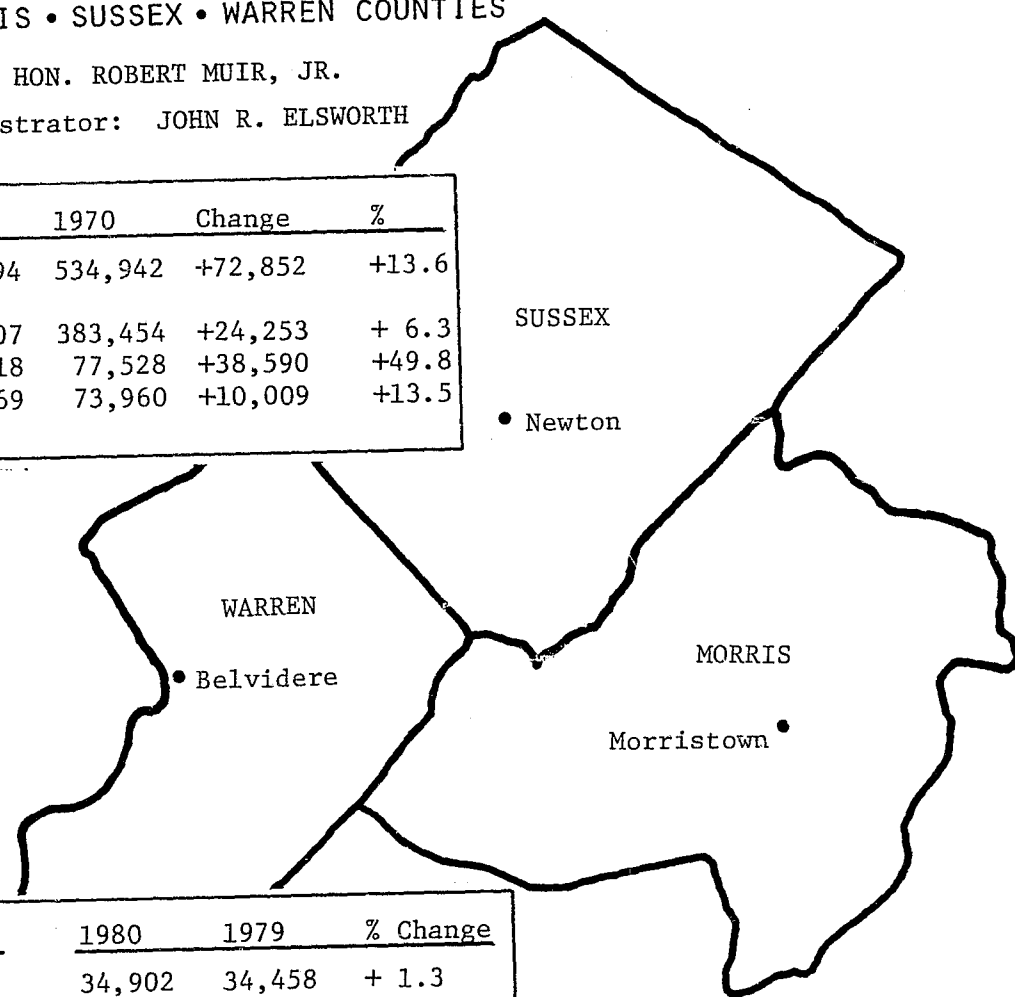 IS • SUSSEX • WARREN COUNTIES
HON. ROBERT MUIR, JR.
strator: JOHN R. ELSWORTH
1970 Change %
94 534,942 +72,852 +13.6
07 383,454 +24,253 + 6.3
18 77,528 +38,590 +49.8
69 73,960 +10,009 +13.5
SUSSEX
• Newton
WARREN
• Belvidere
MORRIS
Morristown •
1980 1979 % Change
34,902 34,458 + 1.3